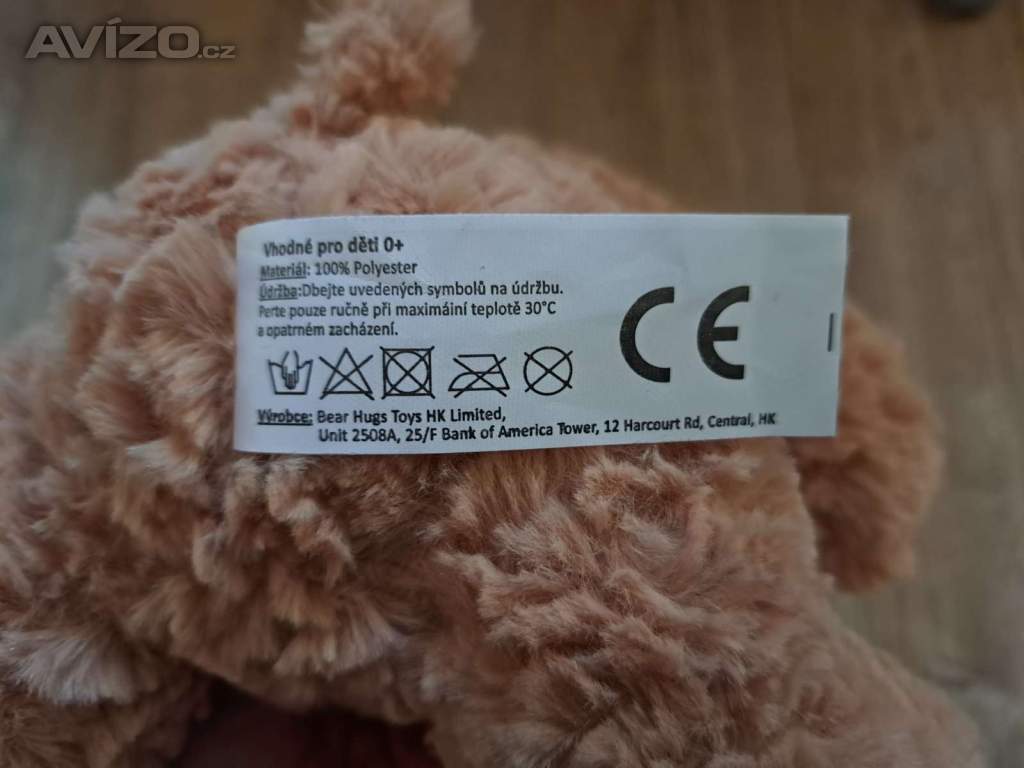 AVÍZO.cz
Vhodné pro děti 0+
Materiál: 100% Polyester
Údržba:Dbejte uvedených symbolů na údržbu.
Perte pouze ručně při maximáiní teplotě 30°C
a opatrném zacházení.
CE
Výrobce: Bear Hugs Toys HK Limited,
Unit 2508A, 25/F Bank of America Tower, 12 Harcourt Rd, Central, HK